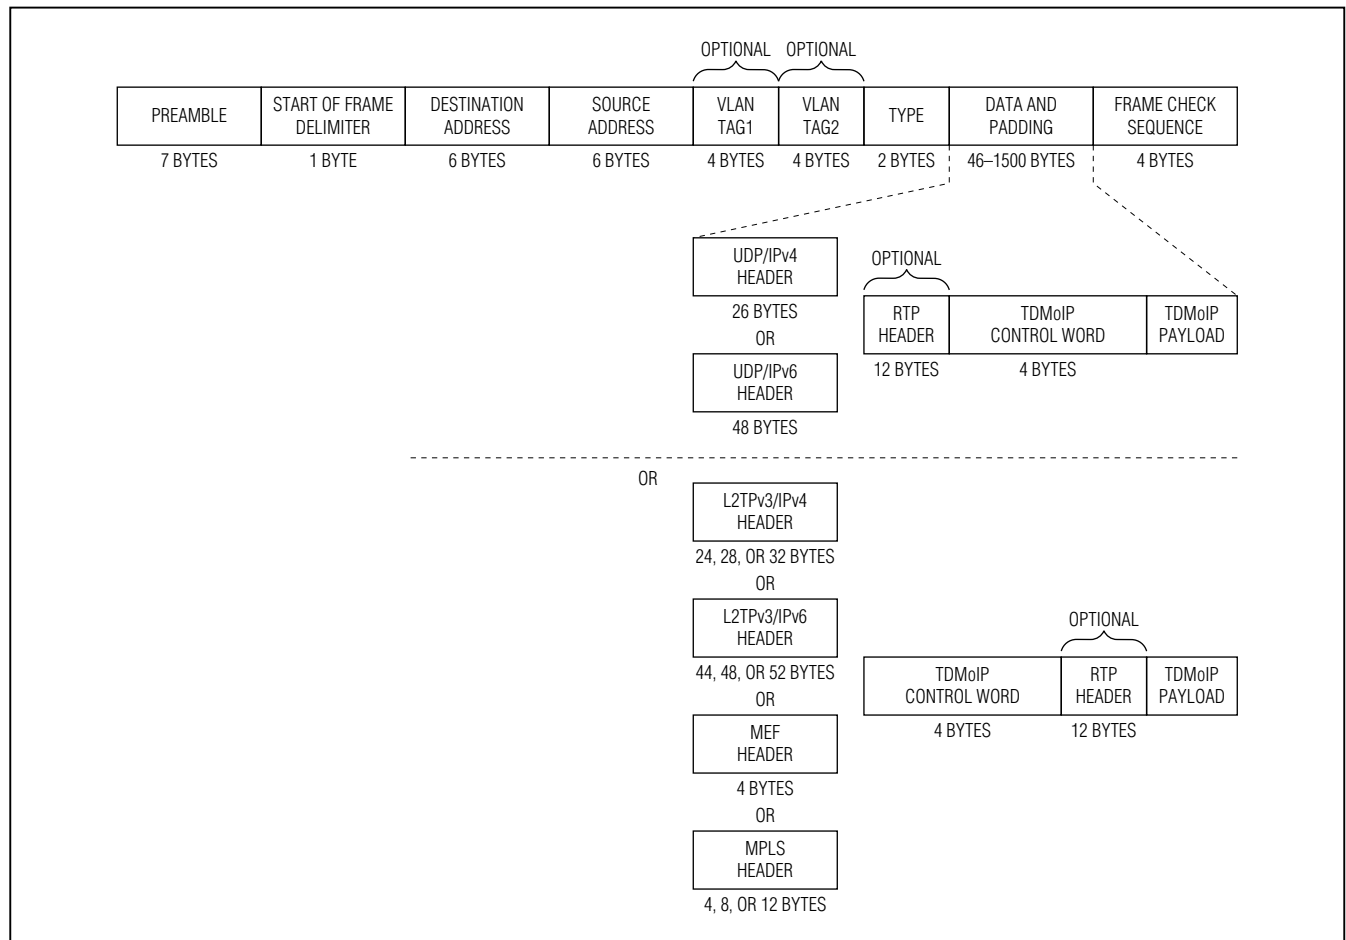 OPTIONAL OPTIONAL
PREAMBLE
START OF FRAME
DELIMITER
DESTINATION
ADDRESS
SOURCE
ADDRESS
VLAN
TAG1
VLAN
TAG2
TYPE
DATA AND
PADDING
FRAME CHECK
SEQUENCE
7 BYTES 1 BYTE 6 BYTES 6 BYTES 4 BYTES 4 BYTES 2 BYTES 46–1500 BYTES 4 BYTES
UDP/IPv4
HEADER
26 BYTES
OR
UDP/IPv6
HEADER
48 BYTES
OPTIONAL
RTP
HEADER
TDMoIP
CONTROL WORD
TDMoIP
PAYLOAD
12 BYTES 4 BYTES
OR
L2TPv3/IPv4
HEADER
24, 28, OR 32 BYTES
OR
L2TPv3/IPv6
HEADER
44, 48, OR 52 BYTES
OR
MEF
HEADER
4 BYTES
OR
MPLS
HEADER
4, 8, OR 12 BYTES
OPTIONAL
TDMoIP
CONTROL WORD
RTP
HEADER
TDMoIP
PAYLOAD
4 BYTES 12 BYTES